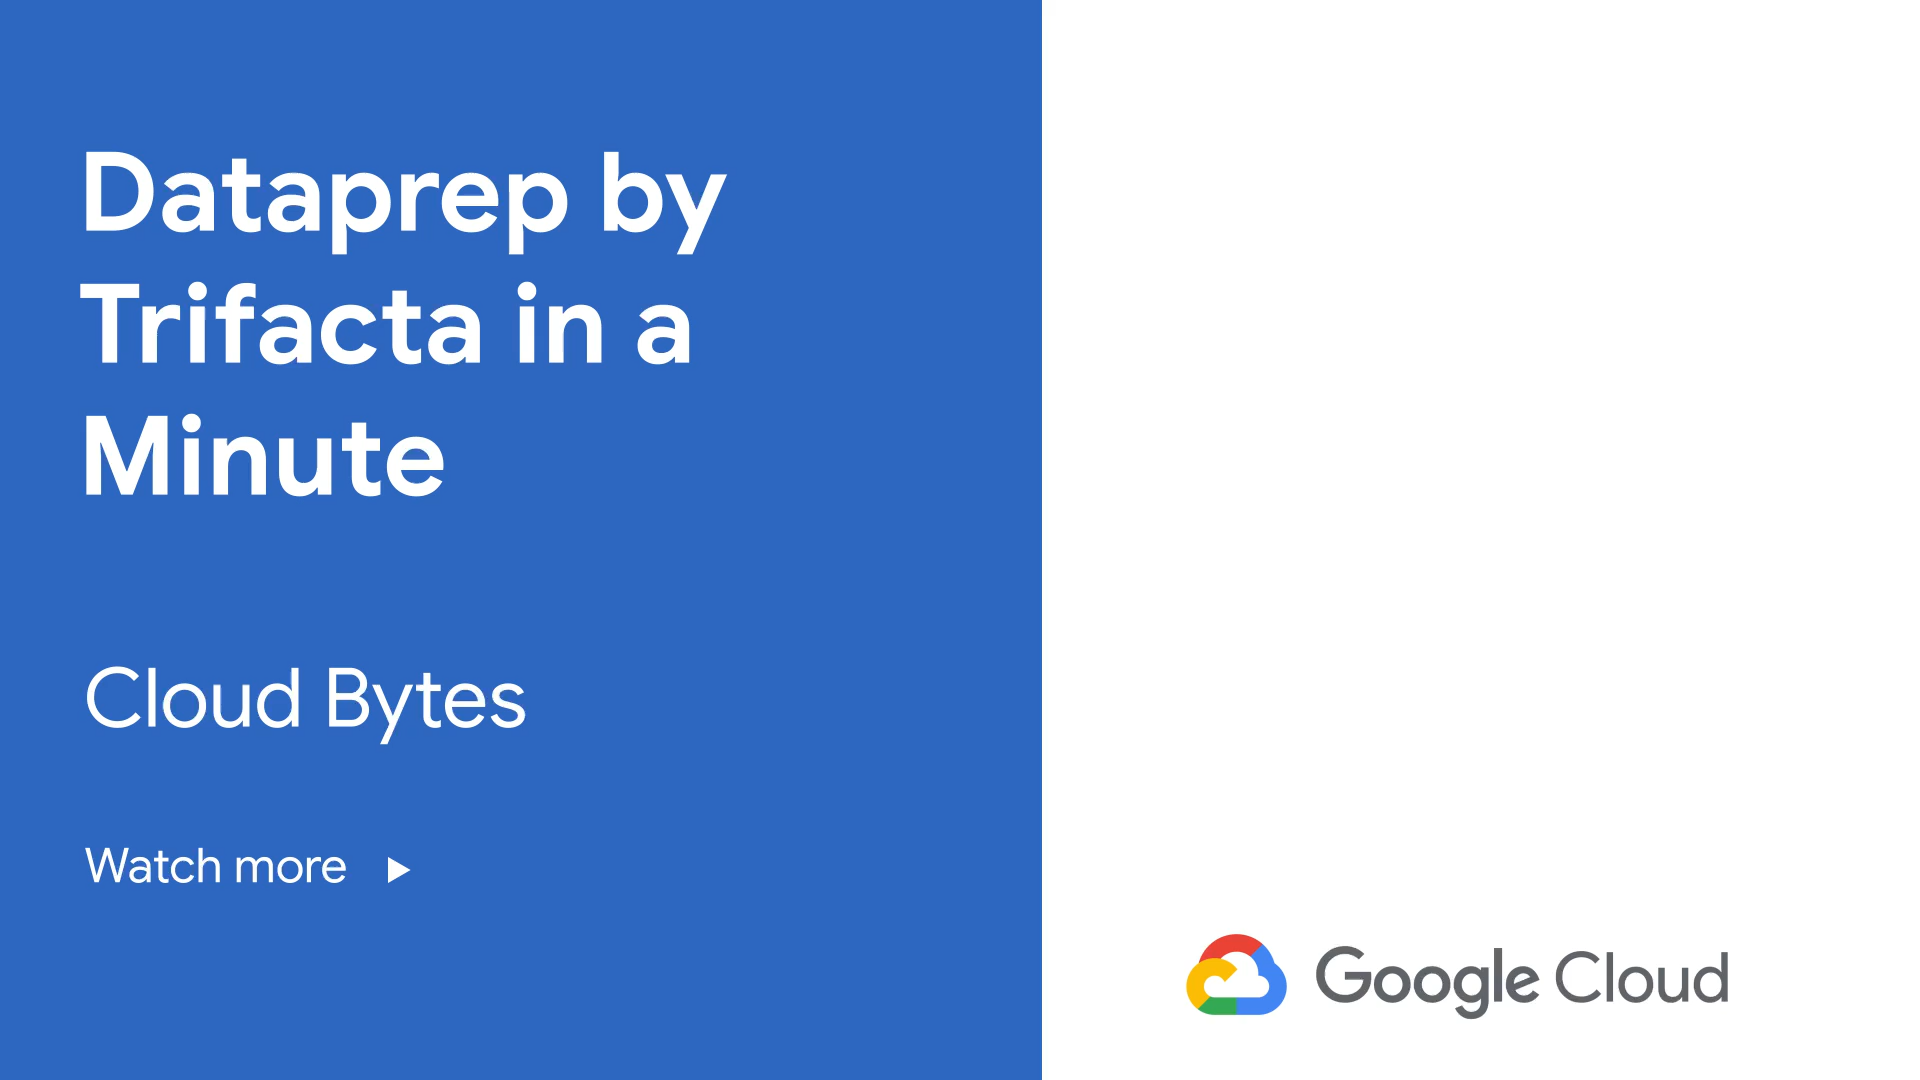 Dataprep by
Trifacta in a
Minute
Cloud Bytes
Watch more
Google Cloud